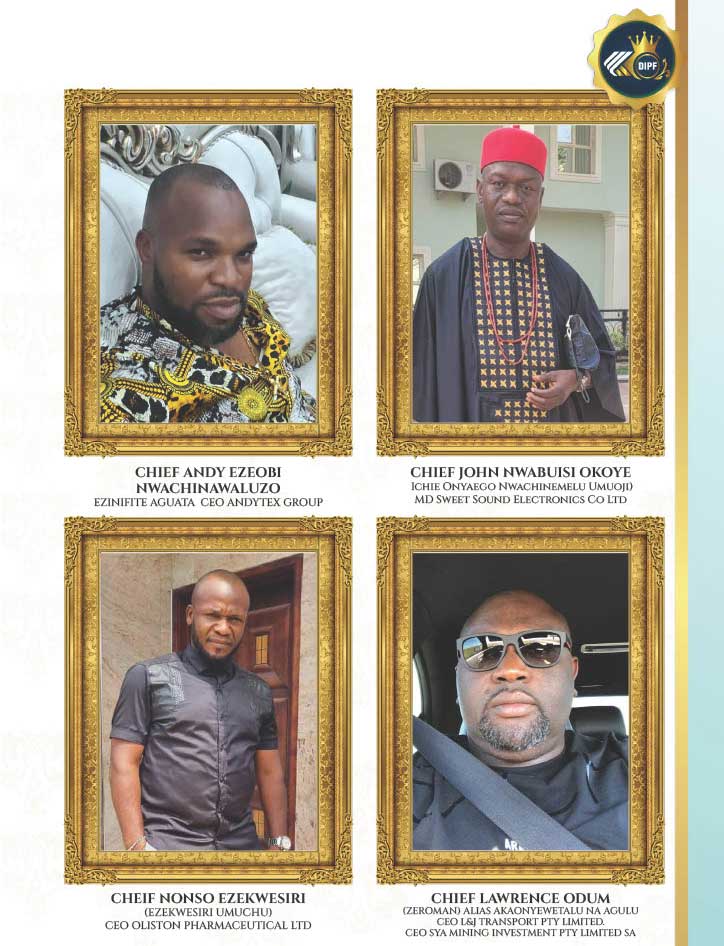 DIPF
CHIEF ANDY EZEOBI
NWACHINAWALUZO
EZINIFITE AGUATA CEO ANDYTEX GROUP
CHIEF JOHN NWABUISI OKOYE
Ichie Onyaego Nwachinemelu Umuoji)
MD Sweet Sound Electronics Co Ltd
CHEIF NONSO EZEKWESIRI
(EZEKWESIRI UMUCHU)
CEO OLISTON PHARMACEUTICAL LTD
CHIEF LAWRENCE ODUM
(ZEROMAN) ALIAS AKAONYEWETALU NA AGULU
CEO L&J TRANSPORT PTY LIMITED.
CEO SYA MINING INVESTMENT PTY LIMITED SA